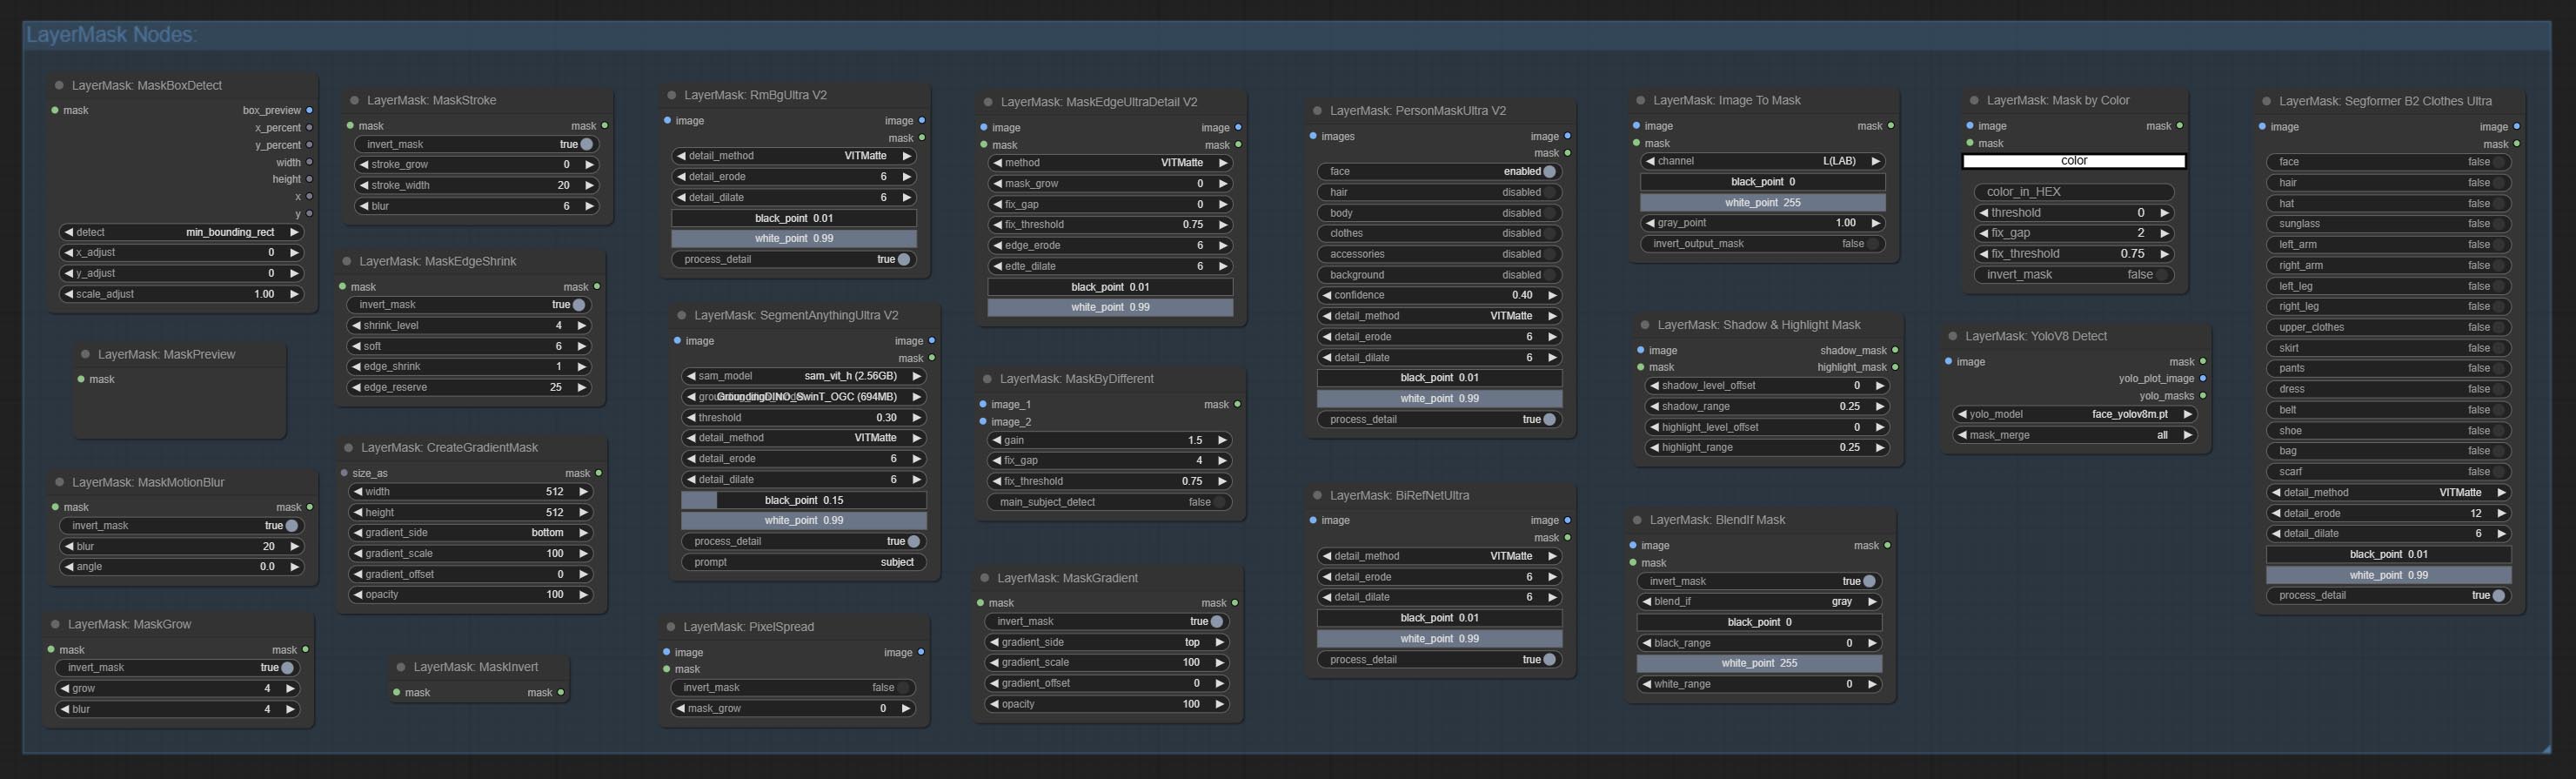 LayerMask Nodes:
LayerMask: MaskBoxDetect
mask box_preview
x_percent
y_percent
width
height
x
y
detect min_bounding_rect
x_adjust 0
y_adjust 0
scale_adjust 1.00
LayerMask: MaskPreview
mask
LayerMask: MaskMotionBlur
mask mask
invert_mask true
blur 20
angle 0.0
LayerMask: MaskGrow
mask mask
invert_mask true
grow 4
blur 4
LayerMask: MaskStroke
mask mask
invert_mask true
stroke_grow 0
stroke_width 20
blur 6
LayerMask: MaskEdgeShrink
mask mask
invert_mask true
shrink_level 4
soft 6
edge_shrink 1
edge_reserve 25
LayerMask: CreateGradientMask
size_as mask
width 512
height 512
gradient_side bottom
gradient_scale 100
gradient_offset 0
opacity 100
LayerMask: MaskInvert
mask mask
LayerMask: RmBgUltra V2
image image
mask
detail_method VITMatte
detail_erode 6
detail_dilate 6
black_point 0.01
white_point 0.99
process_detail true
LayerMask: SegmentAnythingUltra V2
image image
mask
sam_model sam_vit_h (2.56GB)
GroundingDINO_SwinT_OGC (694MB)
threshold 0.30
detail_method VITMatte
detail_erode 6
detail_dilate 6
black_point 0.15
white_point 0.99
process_detail true
prompt subject
LayerMask: PixelSpread
image image
mask
invert_mask false
mask_grow 0
LayerMask: MaskEdgeUltraDetail V2
image image
mask mask
method VITMatte
mask_grow 0
fix_gap 0
fix_threshold 0.75
edge_erode 6
edte_dilate 6
black_point 0.01
white_point 0.99
LayerMask: MaskByDifferent
image_1 mask
image_2
gain 1.5
fix_gap 4
fix_threshold 0.75
main_subject_detect false
LayerMask: MaskGradient
mask mask
invert_mask true
gradient_side top
gradient_scale 100
gradient_offset 0
opacity 100
LayerMask: PersonMaskUltra V2
images image
mask
face enabled
hair disabled
body disabled
clothes disabled
accessories disabled
background disabled
confidence 0.40
detail_method VITMatte
detail_erode 6
detail_dilate 6
black_point 0.01
white_point 0.99
process_detail true
LayerMask: BiRefNetUltra
image image
mask
detail_method VITMatte
detail_erode 6
detail_dilate 6
black_point 0.01
white_point 0.99
process_detail true
LayerMask: Image To Mask
image mask
mask
channel L(LAB)
black_point 0
white_point 255
gray_point 1.00
invert_output_mask false
LayerMask: Shadow & Highlight Mask
image shadow_mask
mask highlight_mask
shadow_level_offset 0
shadow_range 0.25
highlight_level_offset 0
highlight_range 0.25
LayerMask: BlendIf Mask
image mask
mask
invert_mask true
blend_if gray
black_point 0
black_range 0
white_point 255
white_range 0
LayerMask: Mask by Color
image mask
mask
color
color_in_HEX
threshold 0
fix_gap 2
fix_threshold 0.75
invert_mask false
LayerMask: YoloV8 Detect
image mask
yolo_plot_image
yolo_masks
yolo_model face_yolov8m.pt
mask_merge all
LayerMask: Segformer B2 Clothes Ultra
image image
mask
face false
hair false
hat false
sunglass false
left_arm false
right_arm false
left_leg false
right_leg false
upper_clothes false
skirt false
pants false
dress false
belt false
shoe false
bag false
scarf false
detail_method VITMatte
detail_erode 12
detail_dilate 6
black_point 0.01
white_point 0.99
process_detail true